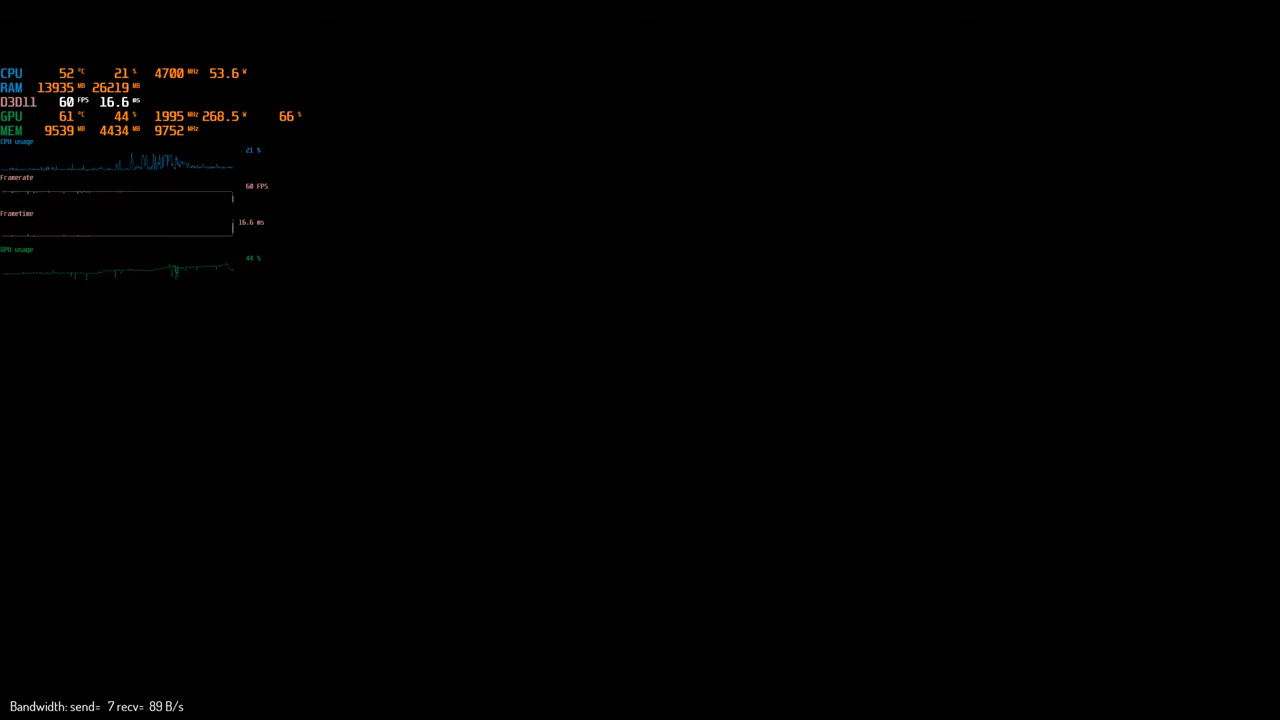 CPU 52 °C 21 % 4700 MHz 53.6 W
RAM 13935 MB 26219 MB
D3D11 60 FPS 16.6 ms
GPU 61 °C 44 % 1995 MHz 268.5 W 66 %
MEM 9539 MB 4434 MB 9752 MHz
CPU usage
21 %
Framerate
60 FPS
Frametime
16.6 ms
GPU usage
44 %
Bandwidth: send= 7 recv= 89 B/s